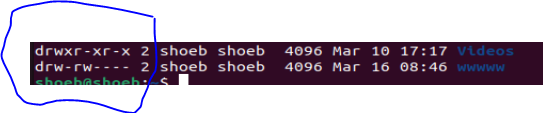 drwxr-xr-x 2 shoeb shoeb 4096 Mar 10 17:17 Videos
drw-rw---- 2 shoeb shoeb 4096 Mar 16 08:46 wwwww
shoeb@shoeb:~$